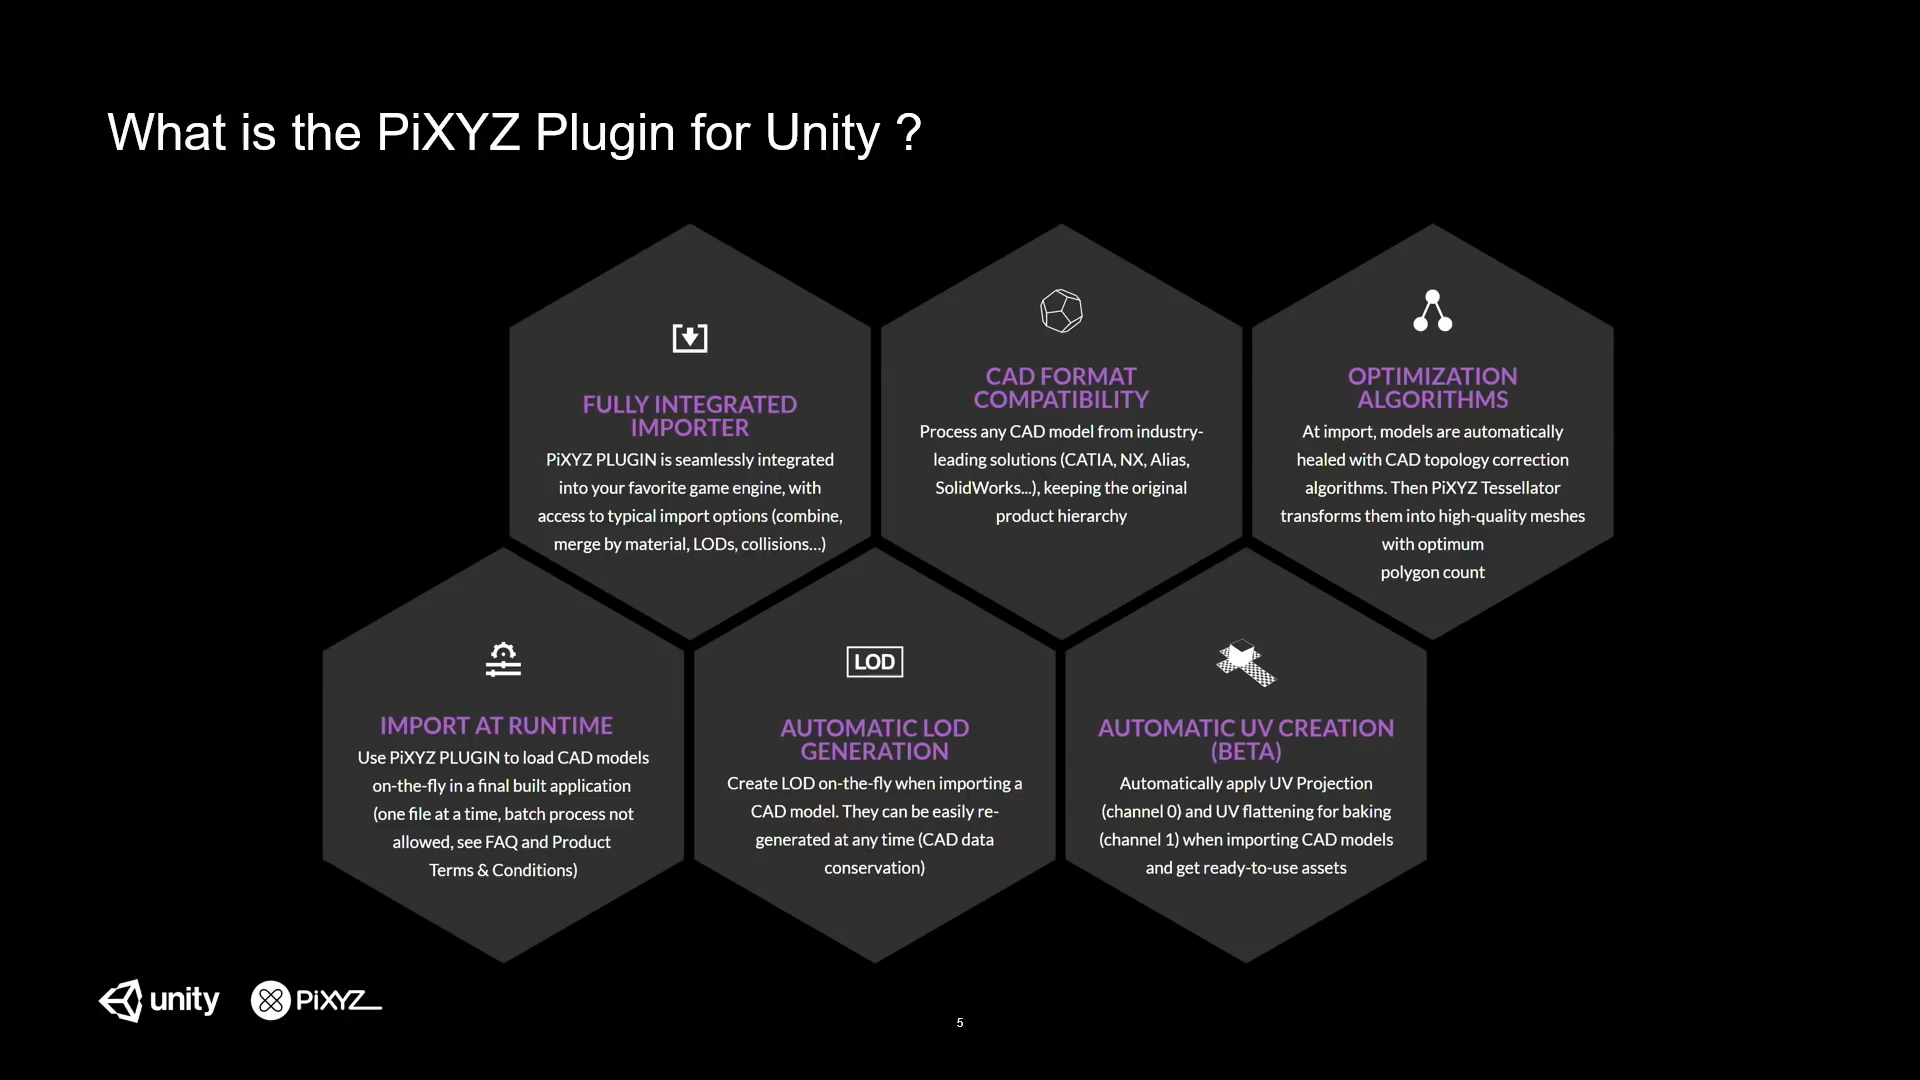 What is the PiXYZ Plugin for Unity ?
FULLY INTEGRATED
IMPORTER
PiXYZ PLUGIN is seamlessly integrated
into your favorite game engine, with
access to typical import options (combine,
merge by material, LODs, collisions...)
CAD FORMAT
COMPATIBILITY
Process any CAD model from industry-
leading solutions (CATIA, NX, Alias,
SolidWorks...), keeping the original
product hierarchy
OPTIMIZATION
ALGORITHMS
At import, models are automatically
healed with CAD topology correction
algorithms. Then PiXYZ Tessellator
transforms them into high-quality meshes
with optimum
polygon count
IMPORT AT RUNTIME
Use PiXYZ PLUGIN to load CAD models
on-the-fly in a final built application
(one file at a time, batch process not
allowed, see FAQ and Product
Terms & Conditions)
LOD
AUTOMATIC LOD
GENERATION
Create LOD on-the-fly when importing a
CAD model. They can be easily re-
generated at any time (CAD data
conservation)
AUTOMATIC UV CREATION
(BETA)
Automatically apply UV Projection
(channel 0) and UV flattening for baking
(channel 1) when importing CAD models
and get ready-to-use assets
unity
PiXYZ
5